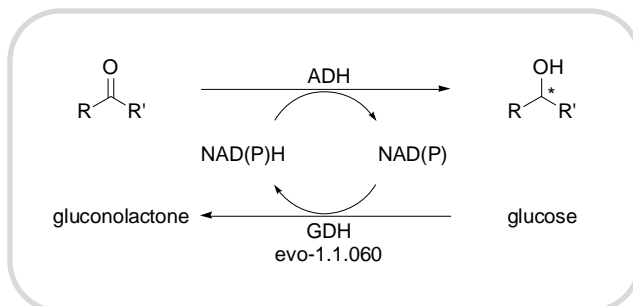 O
OH
ADH
*
R R'
R R'
NAD(P)H NAD(P)
gluconolactone
glucose
GDH
evo-1.1.060